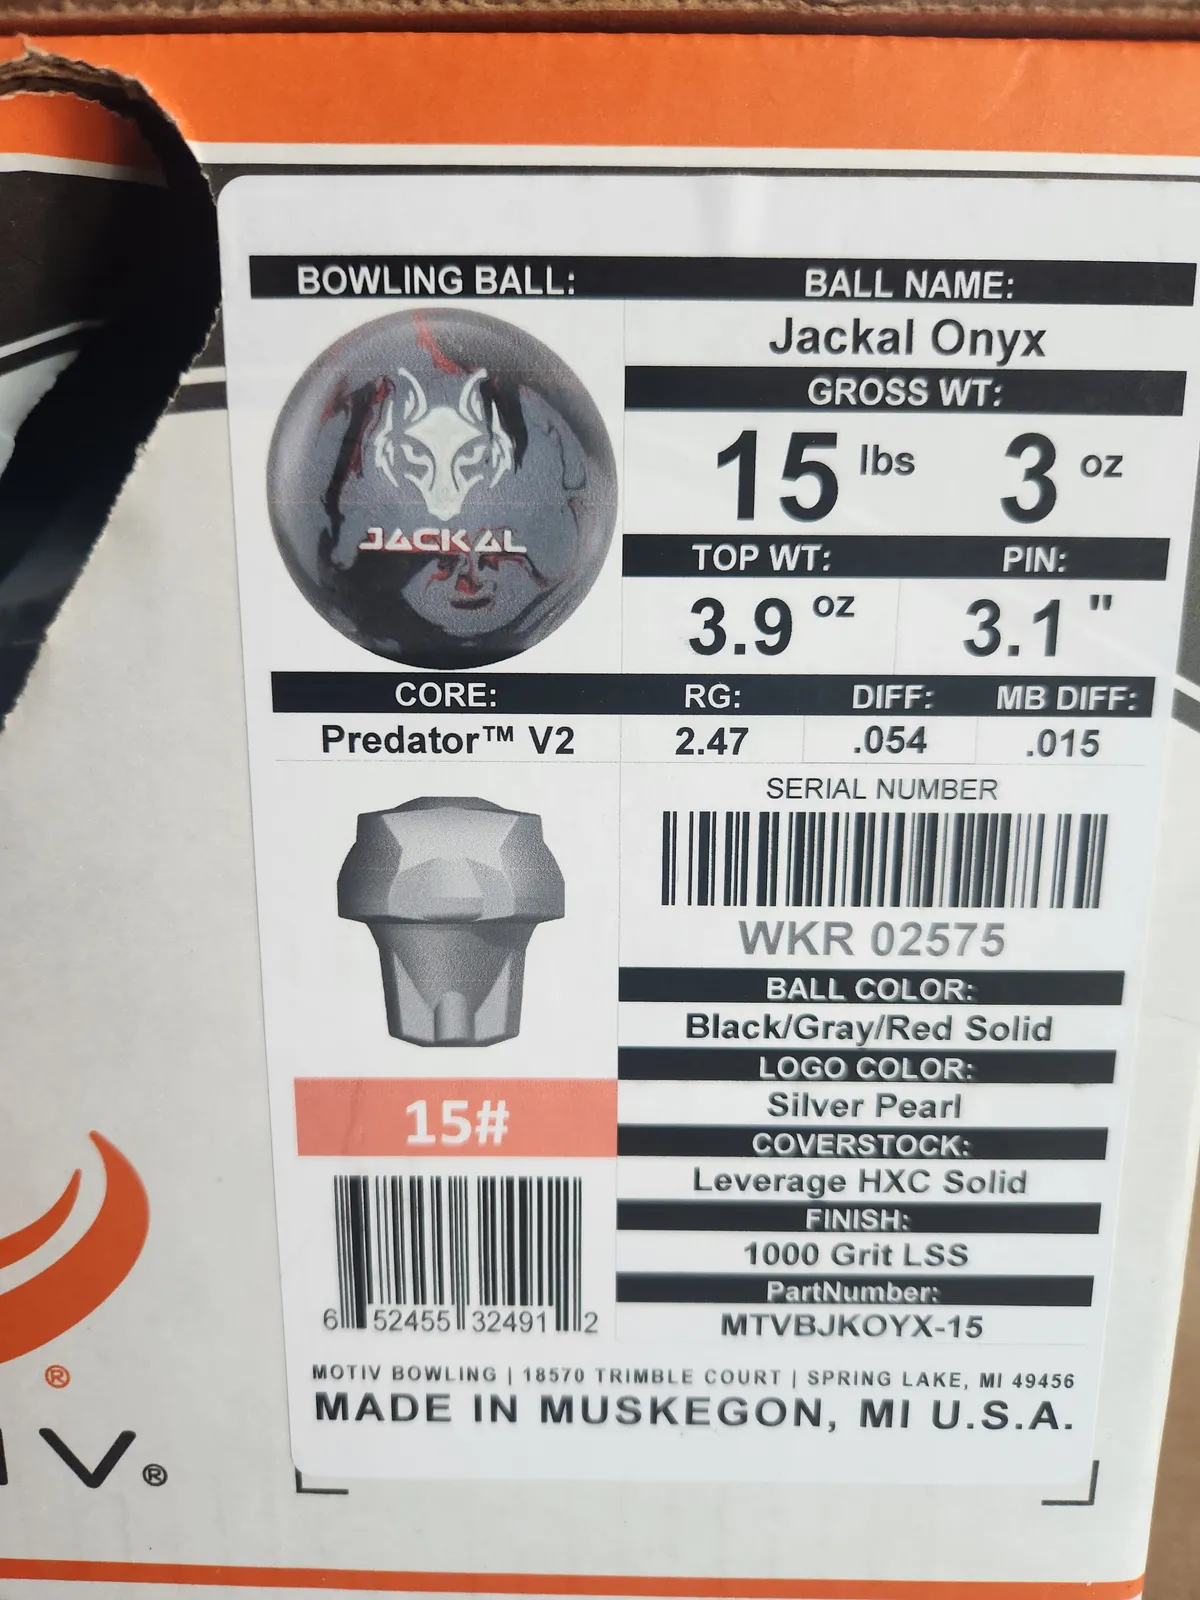 BOWLING BALL:
BALL NAME:
Jackal Onyx
GROSS WT:
15 lbs 3 oz
JACKAL
TOP WT: PIN:
3.9 oz 3.1 "
CORE: RG: DIFF: MB DIFF:
Predator™ V2 2.47 .054 .015
SERIAL NUMBER
WKR 02575
BALL COLOR:
Black/Gray/Red Solid
LOGO COLOR:
Silver Pearl
15#
COVERSTOCK:
Leverage HXC Solid
FINISH:
1000 Grit LSS
PartNumber:
MTVBJKOYX-15
6 52455 32491 2
MOTIV BOWLING | 18570 TRIMBLE COURT | SPRING LAKE, MI 49456
MADE IN MUSKEGON, MI U.S.A.
®
IV®